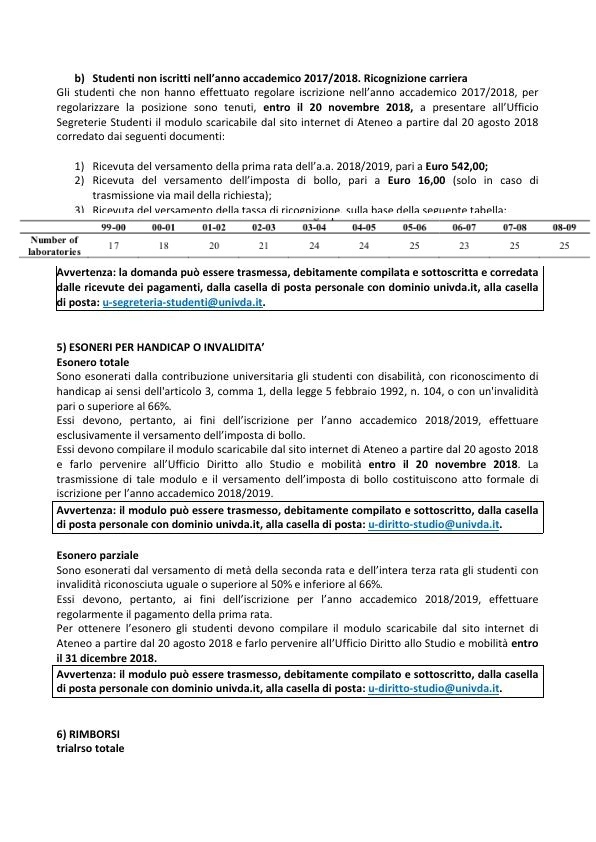 b) Studenti non iscritti nell'anno accademico 2017/2018. Ricognizione carriera
Gli studenti che non hanno effettuato regolare iscrizione nell'anno accademico 2017/2018, per
regolarizzare la posizione sono tenuti, entro il 20 novembre 2018, a presentare all'Ufficio
Segreterie Studenti il modulo scaricabile dal sito internet di Ateneo a partire dal 20 agosto 2018
corredato dai seguenti documenti:
1) Ricevuta del versamento della prima rata dell'a.a. 2018/2019, pari a Euro 542,00;
2) Ricevuta del versamento dell'imposta di bollo, pari a Euro 16,00 (solo in caso di
trasmissione via mail della richiesta);
3) Ricevuta del versamento della tassa di ricognizione, sulla base della seguente tabella:
99-00 00-01 01-02 02-03 03-04 04-05 05-06 06-07 07-08 08-09
Number of
laboratories 17 18 20 21 24 24 25 23 25 25
Avvertenza: la domanda può essere trasmessa, debitamente compilata e sottoscritta e corredata
dalle ricevute dei pagamenti, dalla casella di posta personale con dominio univda.it, alla casella
di posta: u-segreteria-studenti@univda.it.
5) ESONERI PER HANDICAP O INVALIDITA'
Esonero totale
Sono esonerati dalla contribuzione universitaria gli studenti con disabilità, con riconoscimento di
handicap ai sensi dell'articolo 3, comma 1, della legge 5 febbraio 1992, n. 104, o con un'invalidità
pari o superiore al 66%.
Essi devono, pertanto, ai fini dell'iscrizione per l'anno accademico 2018/2019, effettuare
esclusivamente il versamento dell'imposta di bollo.
Essi devono compilare il modulo scaricabile dal sito internet di Ateneo a partire dal 20 agosto 2018
e farlo pervenire all'Ufficio Diritto allo Studio e mobilità entro il 20 novembre 2018. La
trasmissione di tale modulo e il versamento dell'imposta di bollo costituiscono atto formale di
iscrizione per l'anno accademico 2018/2019.
Avvertenza: il modulo può essere trasmesso, debitamente compilato e sottoscritto, dalla casella
di posta personale con dominio univda.it, alla casella di posta: u-diritto-studio@univda.it.
Esonero parziale
Sono esonerati dal versamento di metà della seconda rata e dell'intera terza rata gli studenti con
invalidità riconosciuta uguale o superiore al 50% e inferiore al 66%.
Essi devono, pertanto, ai fini dell'iscrizione per l'anno accademico 2018/2019, effettuare
regolarmente il pagamento della prima rata.
Per ottenere l'esonero gli studenti devono compilare il modulo scaricabile dal sito internet di
Ateneo a partire dal 20 agosto 2018 e farlo pervenire all'Ufficio Diritto allo Studio e mobilità entro
il 31 dicembre 2018.
Avvertenza: il modulo può essere trasmesso, debitamente compilato e sottoscritto, dalla casella
di posta personale con dominio univda.it, alla casella di posta: u-diritto-studio@univda.it.
6) RIMBORSI
trialrso totale